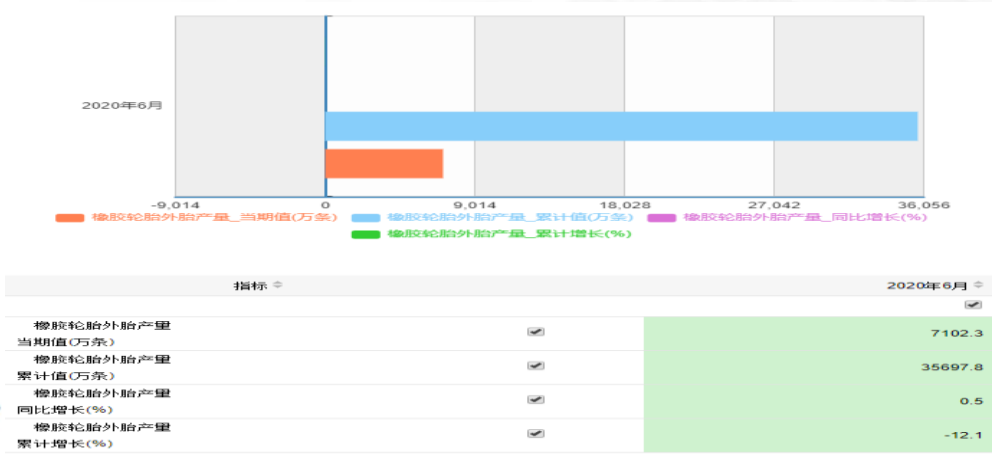 2020年6月
-9,014 0 9,014 18,028 27,042 36,056
橡胶轮胎外胎产量_当期值(万条) 橡胶轮胎外胎产量_累计值(万条) 橡胶轮胎外胎产量_同比增长(%)
橡胶轮胎外胎产量_累计增长(%)
指标 2020年6月
橡胶轮胎外胎产量
当期值(万条) 7102.3
橡胶轮胎外胎产量
累计值(万条) 35697.8
橡胶轮胎外胎产量
同比增长(%) 0.5
橡胶轮胎外胎产量
累计增长(%) -12.1